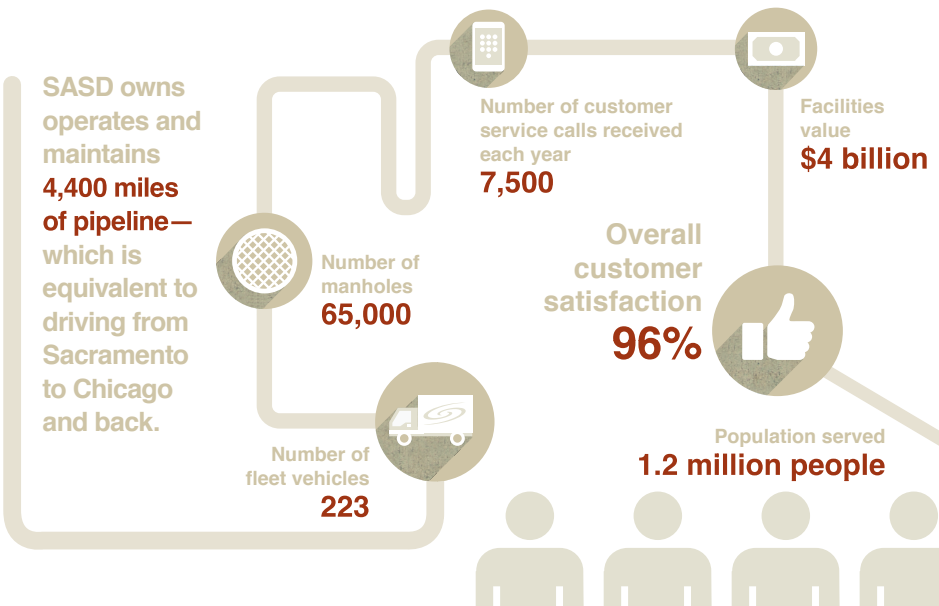 SASD owns
operates and
maintains
4,400 miles
of pipeline—
which is
equivalent to
driving from
Sacramento
to Chicago
and back.
Number of customer
service calls received
each year
7,500
Facilities
value
$4 billion
Number of
manholes
65,000
Overall
customer
satisfaction
96%
Number of
fleet vehicles
223
Population served
1.2 million people